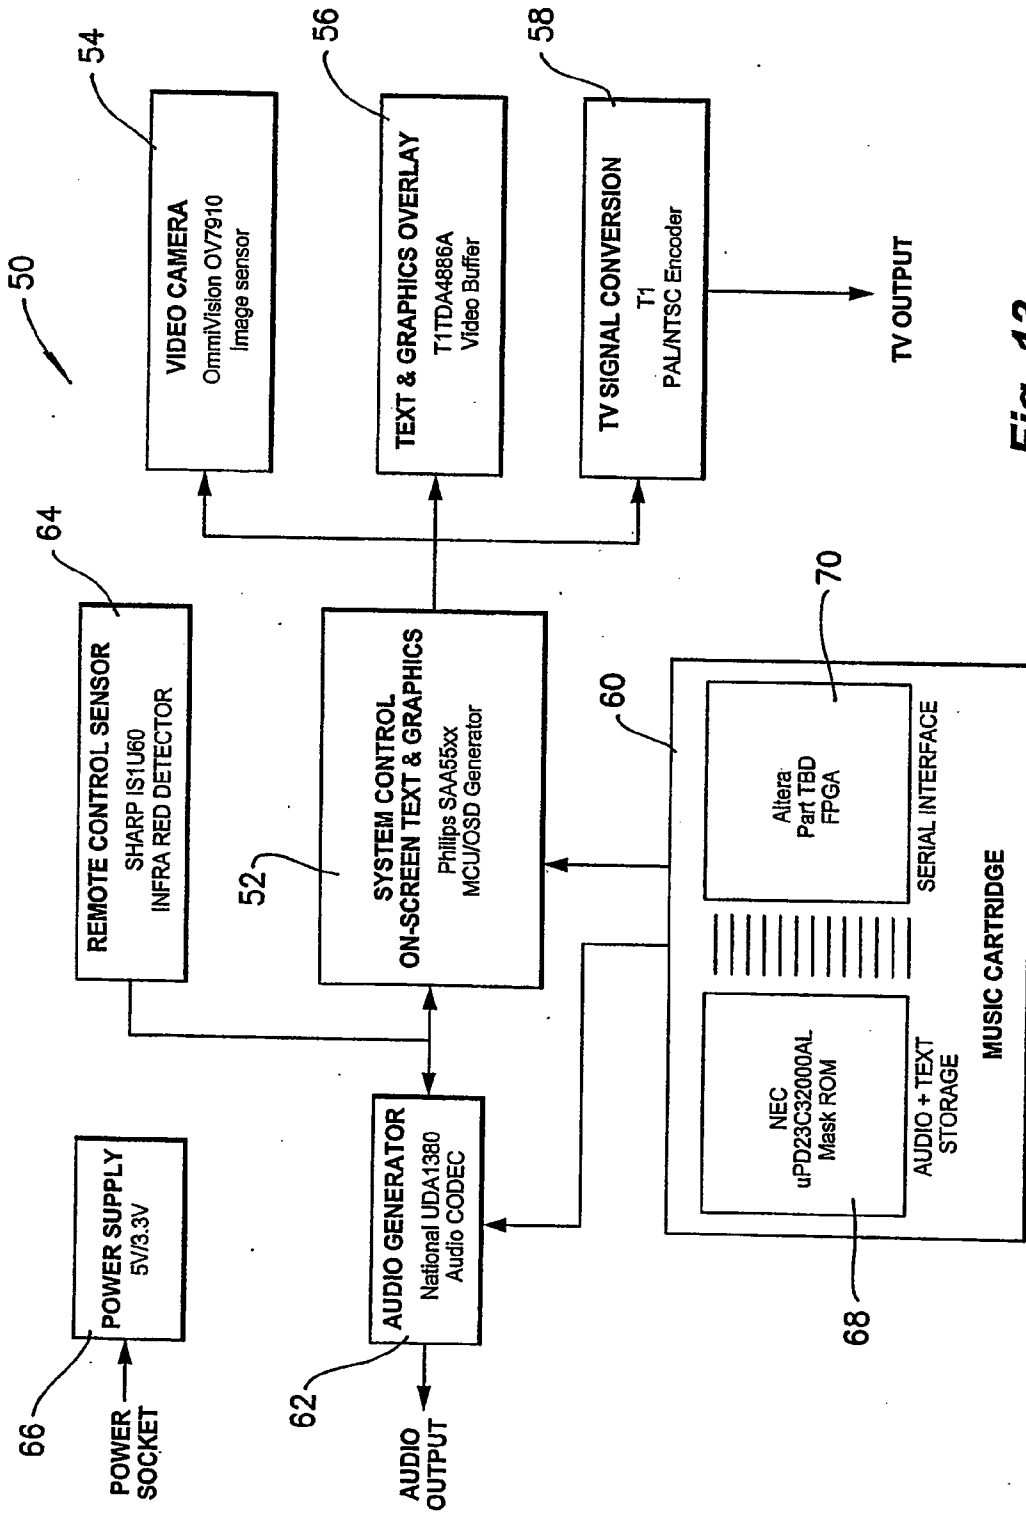 50
66
POWER SOCKET
POWER SUPPLY
5V/3.3V
REMOTE CONTROL SENSOR
SHARP IS1U60
INFRA RED DETECTOR
64
VIDEO CAMERA
OmmiVision OV7910
Image sensor
54
62
AUDIO GENERATOR
National UDA1380
Audio CODEC
AUDIO
OUTPUT
52
SYSTEM CONTROL
ON-SCREEN TEXT & GRAPHICS
Philips SAA55xx
MCU/OSD Generator
TEXT & GRAPHICS OVERLAY
T1TDA4886A
Video Buffer
56
TV SIGNAL CONVERSION
T1
PAL/NTSC Encoder
58
TV OUTPUT
60
68
NEC
uPD23C32000AL
Mask ROM
AUDIO + TEXT
STORAGE
70
Altera
Part TBD
FPGA
SERIAL INTERFACE
MUSIC CARTRIDGE